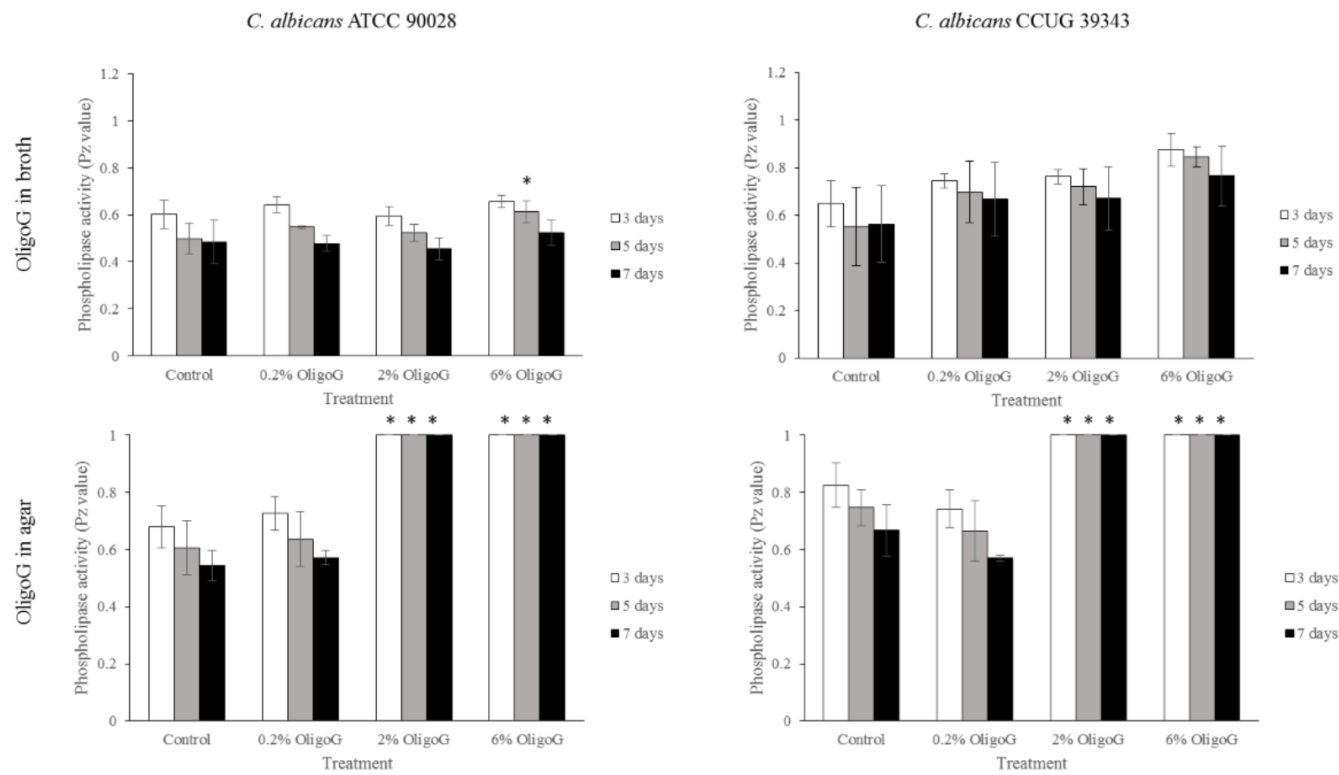 C. albicans ATCC 90028
C. albicans CCUG 39343
OligoG in broth
Phospholipase activity (Pz value)
1.2
1
0.8
0.6
0.4
0.2
0
*
Control
0.2% OligoG
2% OligoG
6% OligoG
Treatment
3 days
5 days
7 days
Phospholipase activity (Pz value)
1.2
1
0.8
0.6
0.4
0.2
0
Control
0.2% OligoG
2% OligoG
6% OligoG
Treatment
3 days
5 days
7 days
OligoG in agar
Phospholipase activity (Pz value)
1
0.8
0.6
0.4
0.2
0
* * *
* * *
Control
0.2% OligoG
2% OligoG
6% OligoG
Treatment
3 days
5 days
7 days
Phospholipase activity (Pz value)
1
0.8
0.6
0.4
0.2
0
* * *
* * *
Control
0.2% OligoG
2% OligoG
6% OligoG
Treatment
3 days
5 days
7 days